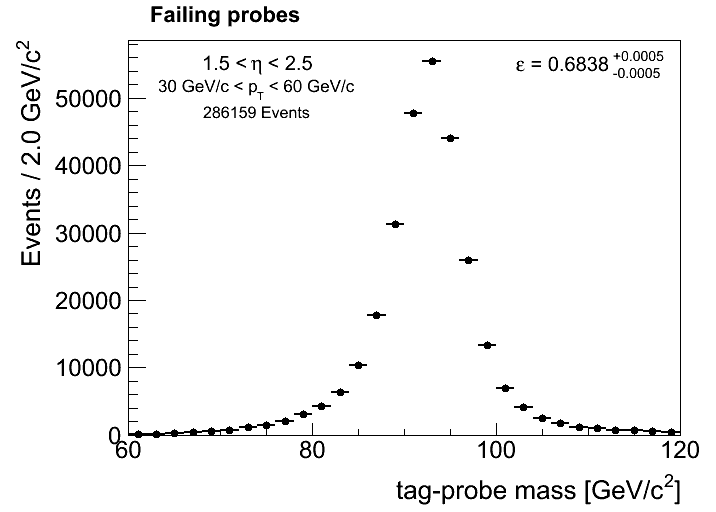 Failing probes
1.5 < η < 2.5
30 GeV/c < p_T < 60 GeV/c
286159 Events
ε = 0.6838 +0.0005 -0.0005
Events / 2.0 GeV/c²
50000
40000
30000
20000
10000
0
60 80 100 120
tag-probe mass [GeV/c²]